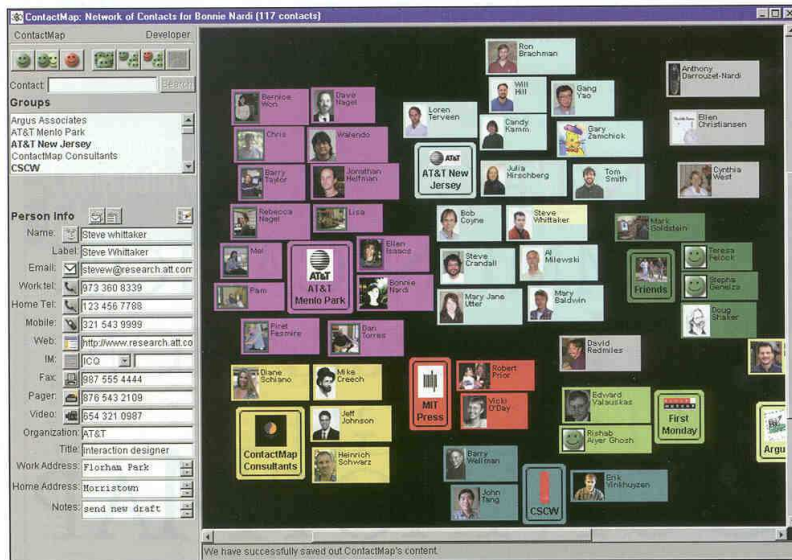 ContactMap: Network of Contacts for Bonnie Nardi (117 contacts)
ContactMap Developer
Contact: Search
Groups
Argus Associates
AT&T Menlo Park
AT&T New Jersey
ContactMap Consultants
CSCW
Person Info
Name: Steve whittaker
Label: Steve Whittaker
Email: stevew@research.att.com
Work tel: 973 360 8339
Home Tel: 123 456 7788
Mobile: 321 543 9999
Web: http://www.research.att.co
IM: ICQ
Fax: 987 555 4444
Pager: 876 543 2109
Video: 654 321 0987
Organization: AT&T
Title: Interaction designer
Work Address: Florham Park
Home Address: Morristown
Notes: send new draft
Ron
Brachman
Will
Hill
Gang
Yao
Anthony
Darrouzet-Nardi
Bernice
Won
Dave
Nagel
Loren
Terveen
Candy
Kamm
Gary
Zamchick
Ellen
Christiansen
Chris
Walendo
AT&T
AT&T New
Jersey
Barry
Taylor
Jonathan
Helfman
Julia
Hirschberg
Tom
Smith
Cynthia
West
Rebecca
Nagel
Lisa
Bob
Coyne
Steve
Whittaker
Mark
Goldstein
Mel
AT&T
AT&T
Menlo Park
Ellen
Isaacs
Steve
Crandall
Al
Milewski
Friends
Teresa
Felock
Pam
Bonnie
Nardi
Mary Jane
Utter
Mary
Baldwin
Stepha
Doug
Shaker
Piret
Fesmire
Dan
Torres
David
Redmiles
Diane
Schiano
Mike
Creech
MIT
Press
Robert
Prior
Vicki
O'Day
Edward
Valauskas
First
Monday
ContactMap
Consultants
Jeff
Johnson
Rishab
Aiyer Ghosh
Argu
Heinrich
Schwarz
Barry
Wellman
CSCW
Erik
Vinkhuyzen
John
Tang
We have successfully saved out ContactMap's content.